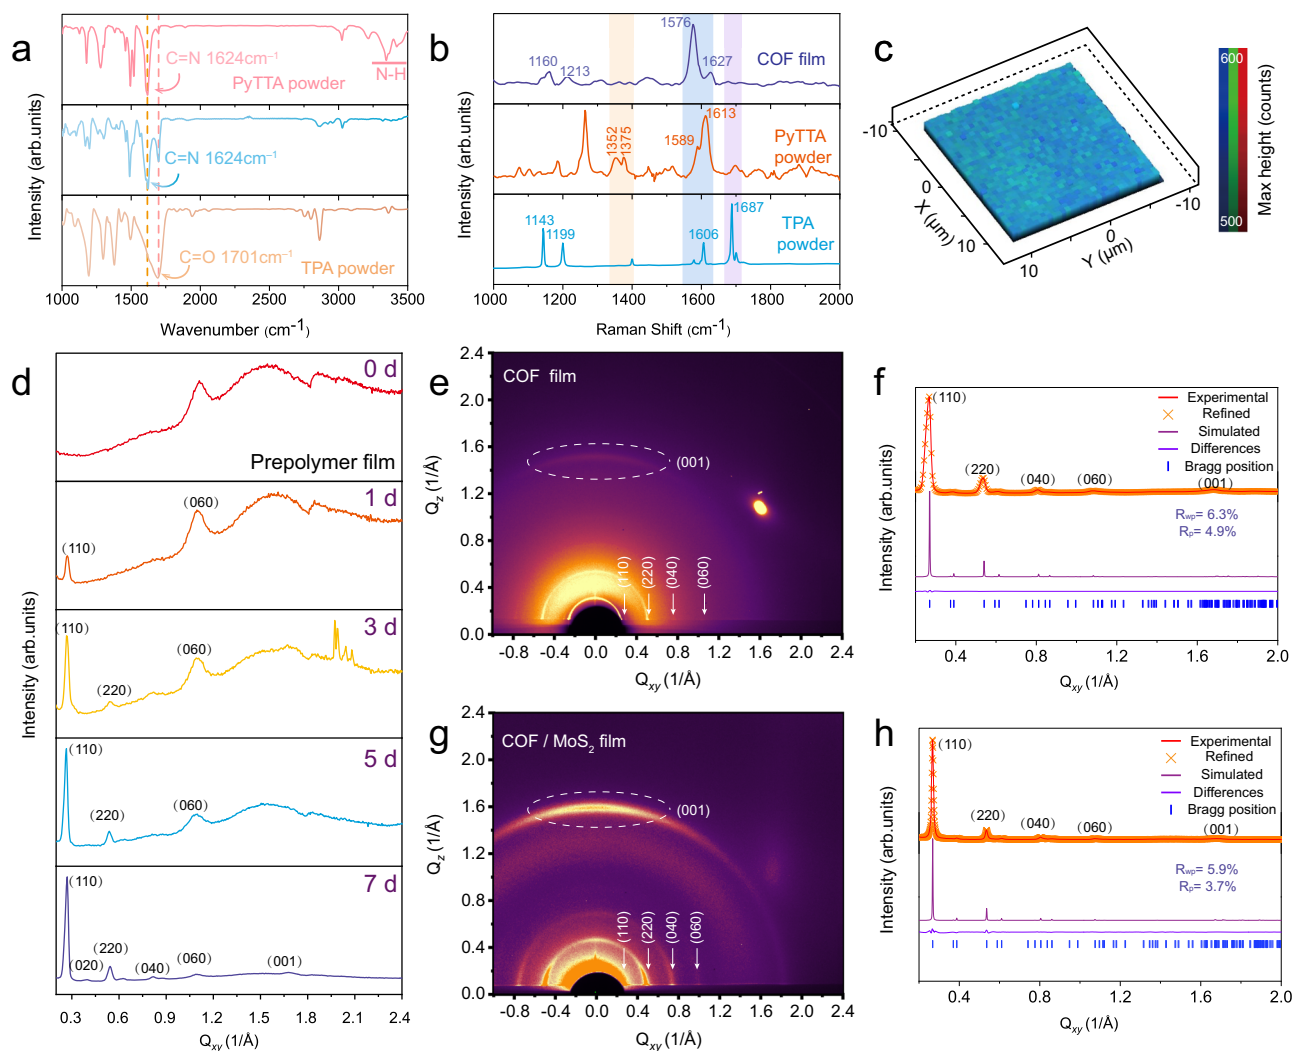 a
C=N 1624cm⁻¹
PyTTA powder
N-H
C=N 1624cm⁻¹
C=O 1701cm⁻¹
TPA powder
Intensity (arb.units)
1000 1500 2000 2500 3000 3500
Wavenumber (cm⁻¹)
b
1576
1160
1213
1627
COF film
1352
1375
1589
1613
PyTTA
powder
1143
1199
1606
1687
TPA
powder
Intensity (arb.units)
1000 1200 1400 1600 1800 2000
Raman Shift (cm⁻¹)
c
-10
0
10
X (µm)
10
0
-10
Y (µm)
600
500
Max height (counts)
d
0 d
Prepolymer film
1 d
(110)
(060)
3 d
(110)
(220)
(060)
5 d
(110)
(220)
(060)
7 d
(110)
(020)
(220)
(040)
(060)
(001)
Intensity (arb.units)
0.3 0.6 0.9 1.2 1.5 1.8 2.1 2.4
Qxy (1/Å)
e
COF film
(001)
(110)
(220)
(040)
(060)
2.4
2.0
1.6
1.2
0.8
0.4
0.0
Qz (1/Å)
-0.8 -0.4 0.0 0.4 0.8 1.2 1.6 2.0 2.4
Qxy (1/Å)
f
(110)
(220)
(040)
(060)
(001)
Experimental
Refined
Simulated
Differences
Bragg position
Rwp= 6.3%
Rp= 4.9%
Intensity (arb.units)
0.4 0.8 1.2 1.6 2.0
Qxy (1/Å)
g
COF / MoS₂ film
(001)
(110)
(220)
(040)
(060)
2.4
2.0
1.6
1.2
0.8
0.4
0.0
Qz (1/Å)
-0.8 -0.4 0.0 0.4 0.8 1.2 1.6 2.0 2.4
Qxy (1/Å)
h
(110)
(220)
(040)
(060)
(001)
Experimental
Refined
Simulated
Differences
Bragg position
Rwp= 5.9%
Rp= 3.7%
Intensity (arb.units)
0.4 0.8 1.2 1.6 2.0
Qxy (1/Å)